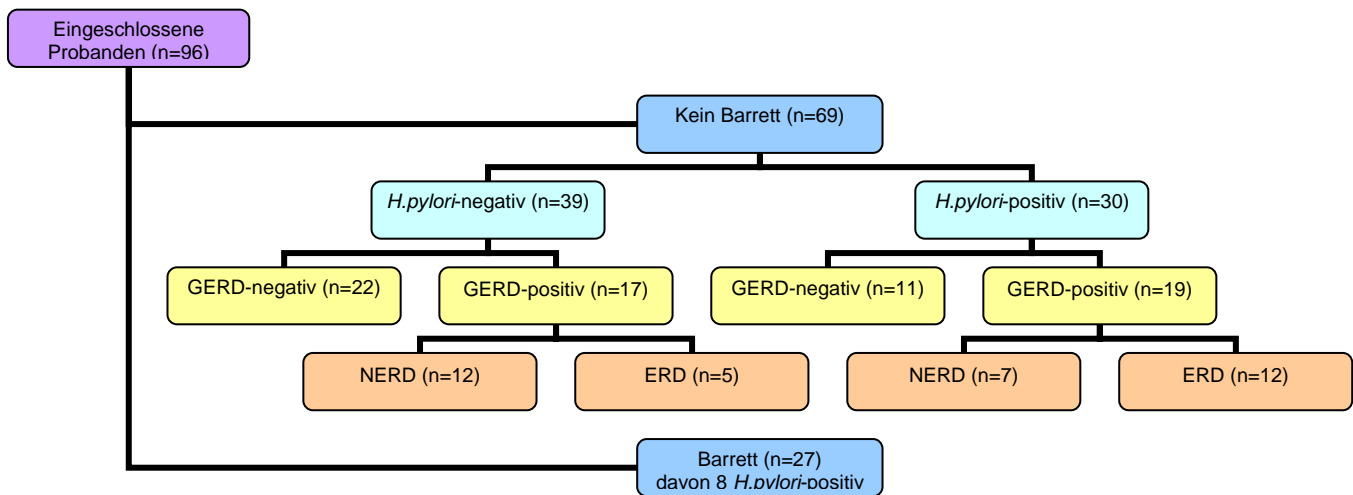 Eingeschlossene
Probanden (n=96)
Kein Barrett (n=69)
H.pylori-negativ (n=39)
H.pylori-positiv (n=30)
GERD-negativ (n=22)
GERD-positiv (n=17)
GERD-negativ (n=11)
GERD-positiv (n=19)
NERD (n=12)
ERD (n=5)
NERD (n=7)
ERD (n=12)
Barrett (n=27)
davon 8 H.pylori-positiv